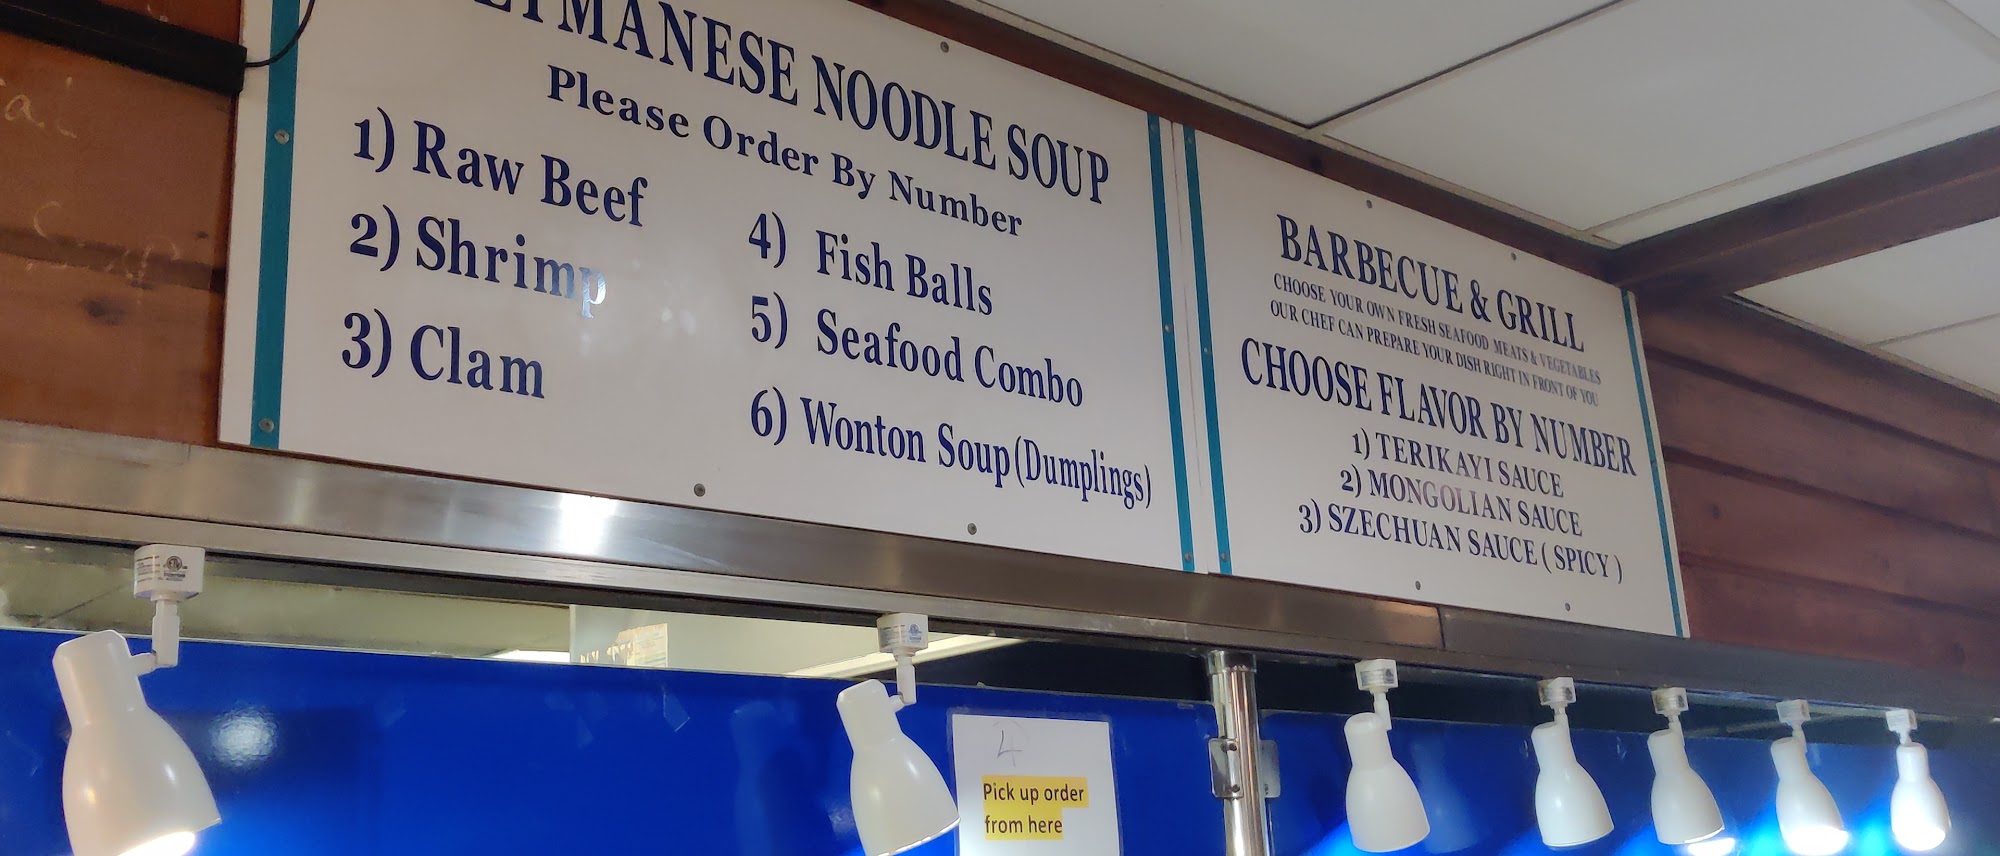 ETMANESE NOODLE SOUP
Please Order By Number
1) Raw Beef
2) Shrimp
3) Clam
4) Fish Balls
5) Seafood Combo
6) Wonton Soup (Dumplings)
BARBECUE & GRILL
CHOOSE YOUR OWN FRESH SEAFOOD MEATS & VEGETABLES
OUR CHEF CAN PREPARE YOUR DISH RIGHT IN FRONT OF YOU
CHOOSE FLAVOR BY NUMBER
1) TERIKAYI SAUCE
2) MONGOLIAN SAUCE
3) SZECHUAN SAUCE ( SPICY )
4
Pick up order
from here